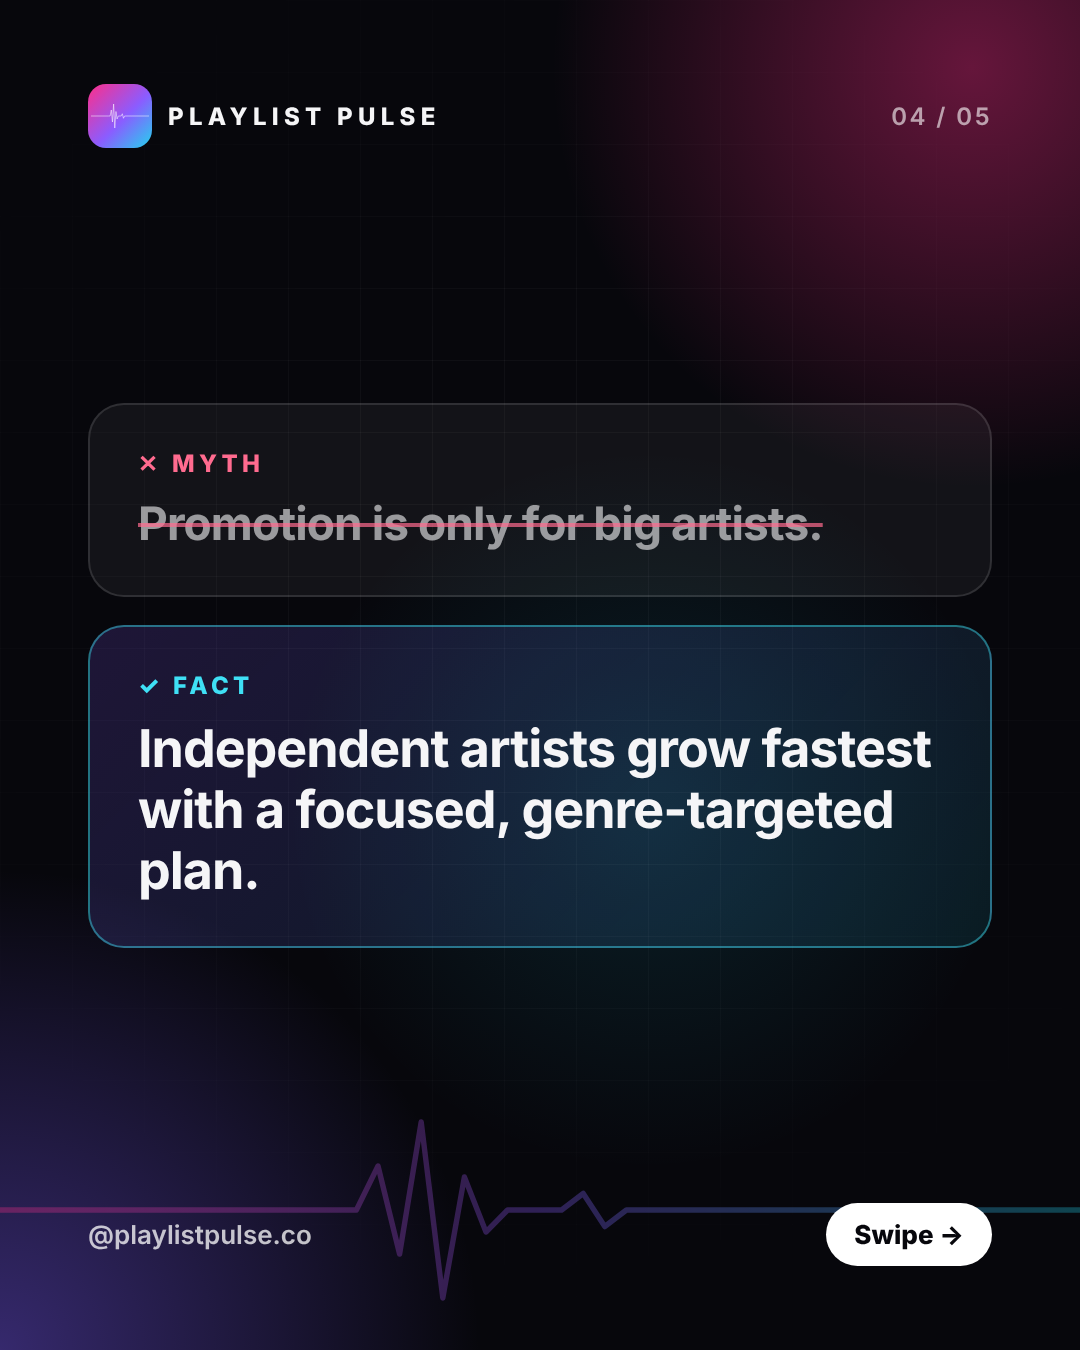 PLAYLIST PULSE
04 / 05
✕ MYTH
Promotion is only for big artists.
✓ FACT
Independent artists grow fastest
with a focused, genre-targeted
plan.
@playlistpulse.co
Swipe →